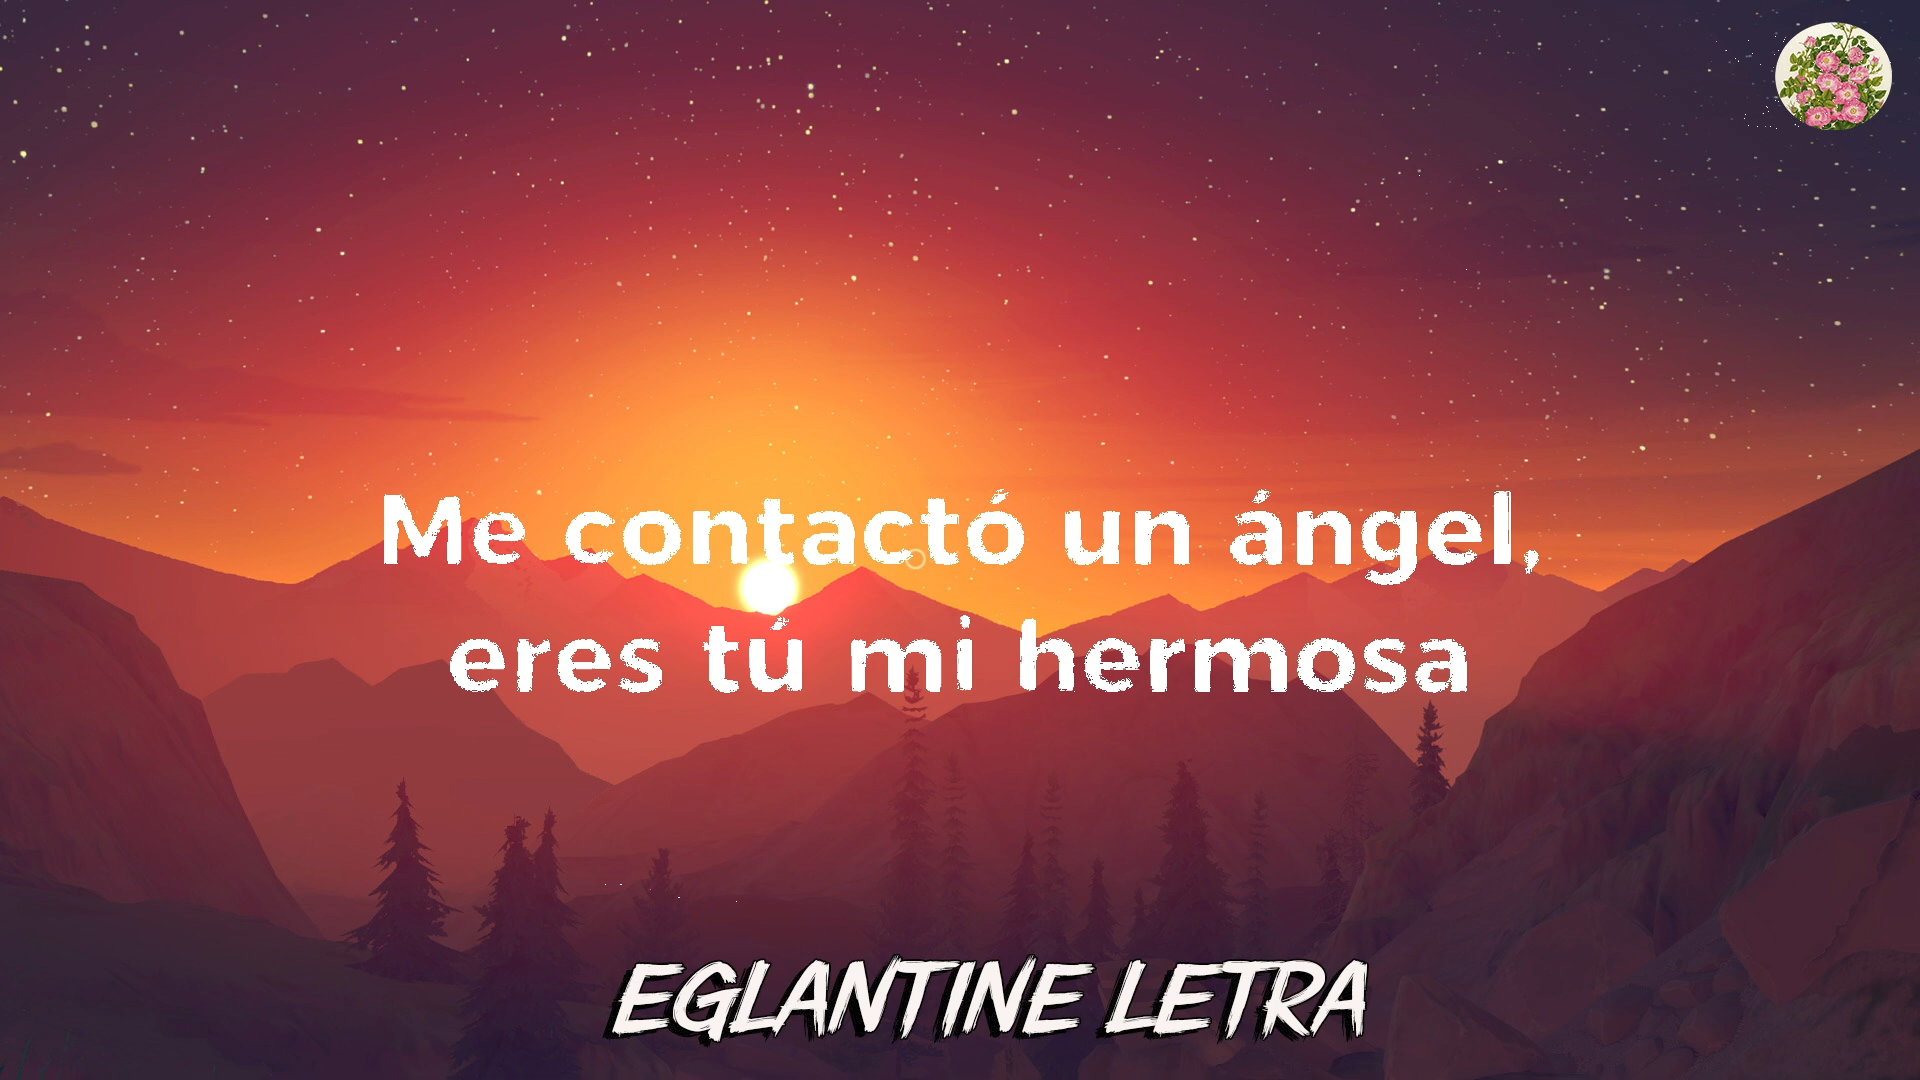 Me contactó un ángel,
eres tú mi hermosa
EGLANTINE LETRA